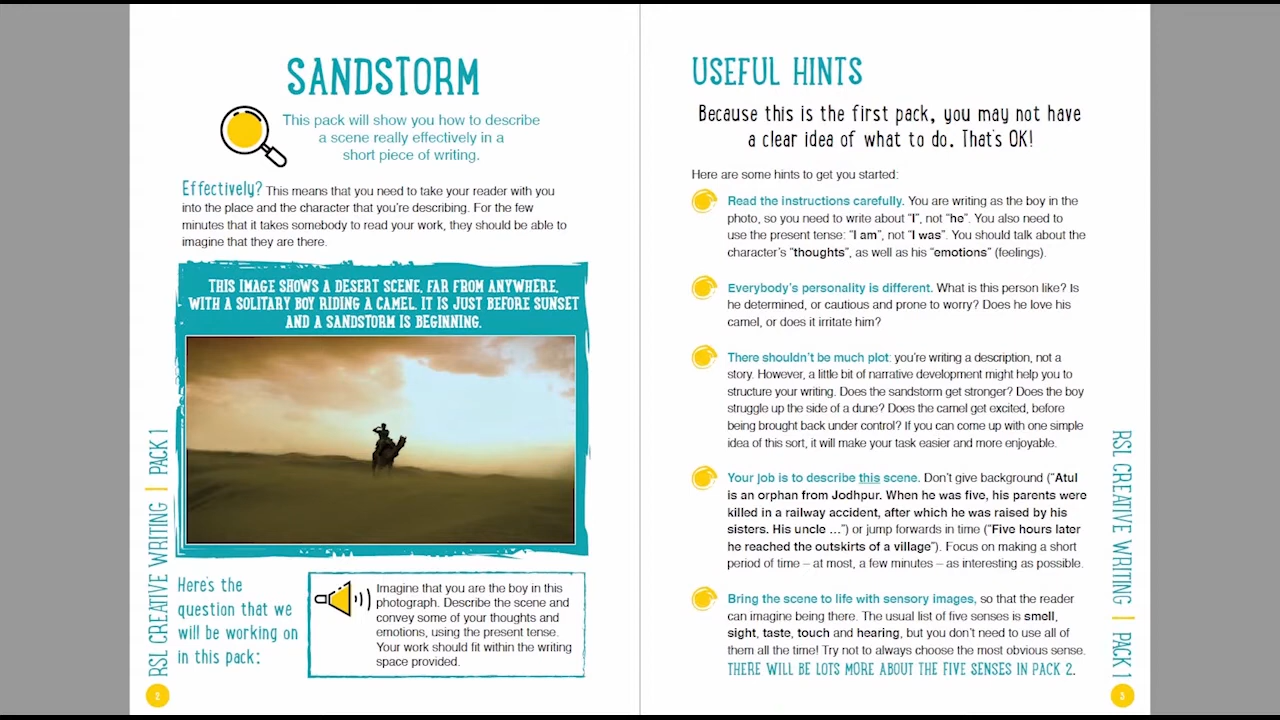 SANDSTORM
This pack will show you how to describe
a scene really effectively in a
short piece of writing.
Effectively? This means that you need to take your reader with you
into the place and the character that you're describing. For the few
minutes that it takes somebody to read your work, they should be able to
imagine that they are there.
THIS IMAGE SHOWS A DESERT SCENE, FAR FROM ANYWHERE,
WITH A SOLITARY BOY RIDING A CAMEL. IT IS JUST BEFORE SUNSET
AND A SANDSTORM IS BEGINNING.
Here's the
question that we
will be working on
in this pack:
Imagine that you are the boy in this
photograph. Describe the scene and
convey some of your thoughts and
emotions, using the present tense.
Your work should fit within the writing
space provided.
RSL CREATIVE WRITING | PACK 1
2
USEFUL HINTS
Because this is the first pack, you may not have
a clear idea of what to do. That's OK!
Here are some hints to get you started:
Read the instructions carefully. You are writing as the boy in the
photo, so you need to write about "I", not "he". You also need to
use the present tense: "I am", not "I was". You should talk about the
character's "thoughts", as well as his "emotions" (feelings).
Everybody's personality is different. What is this person like? Is
he determined, or cautious and prone to worry? Does he love his
camel, or does it irritate him?
There shouldn't be much plot: you're writing a description, not a
story. However, a little bit of narrative development might help you to
structure your writing. Does the sandstorm get stronger? Does the boy
struggle up the side of a dune? Does the camel get excited, before
being brought back under control? If you can come up with one simple
idea of this sort, it will make your task easier and more enjoyable.
Your job is to describe this scene. Don't give background ("Atul
is an orphan from Jodhpur. When he was five, his parents were
killed in a railway accident, after which he was raised by his
sisters. His uncle ...") or jump forwards in time ("Five hours later
he reached the outskirts of a village"). Focus on making a short
period of time – at most, a few minutes – as interesting as possible.
Bring the scene to life with sensory images, so that the reader
can imagine being there. The usual list of five senses is smell,
sight, taste, touch and hearing, but you don't need to use all of
them all the time! Try not to always choose the most obvious sense.
THERE WILL BE LOTS MORE ABOUT THE FIVE SENSES IN PACK 2.
RSL CREATIVE WRITING | PACK 1
3